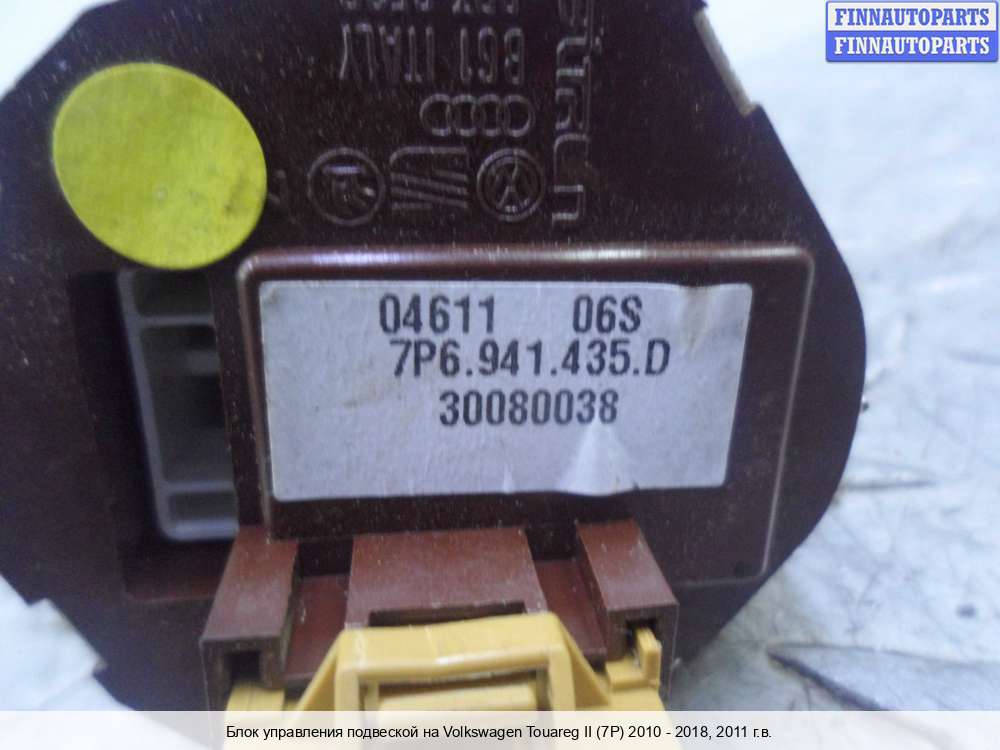 FINNAUTOPARTS
FINNAUTOPARTS
BG1 ITALY
04611 06S
7P6.941.435.D
30080038
Блок управления подвеской на Volkswagen Touareg II (7P) 2010 - 2018, 2011 г.в.